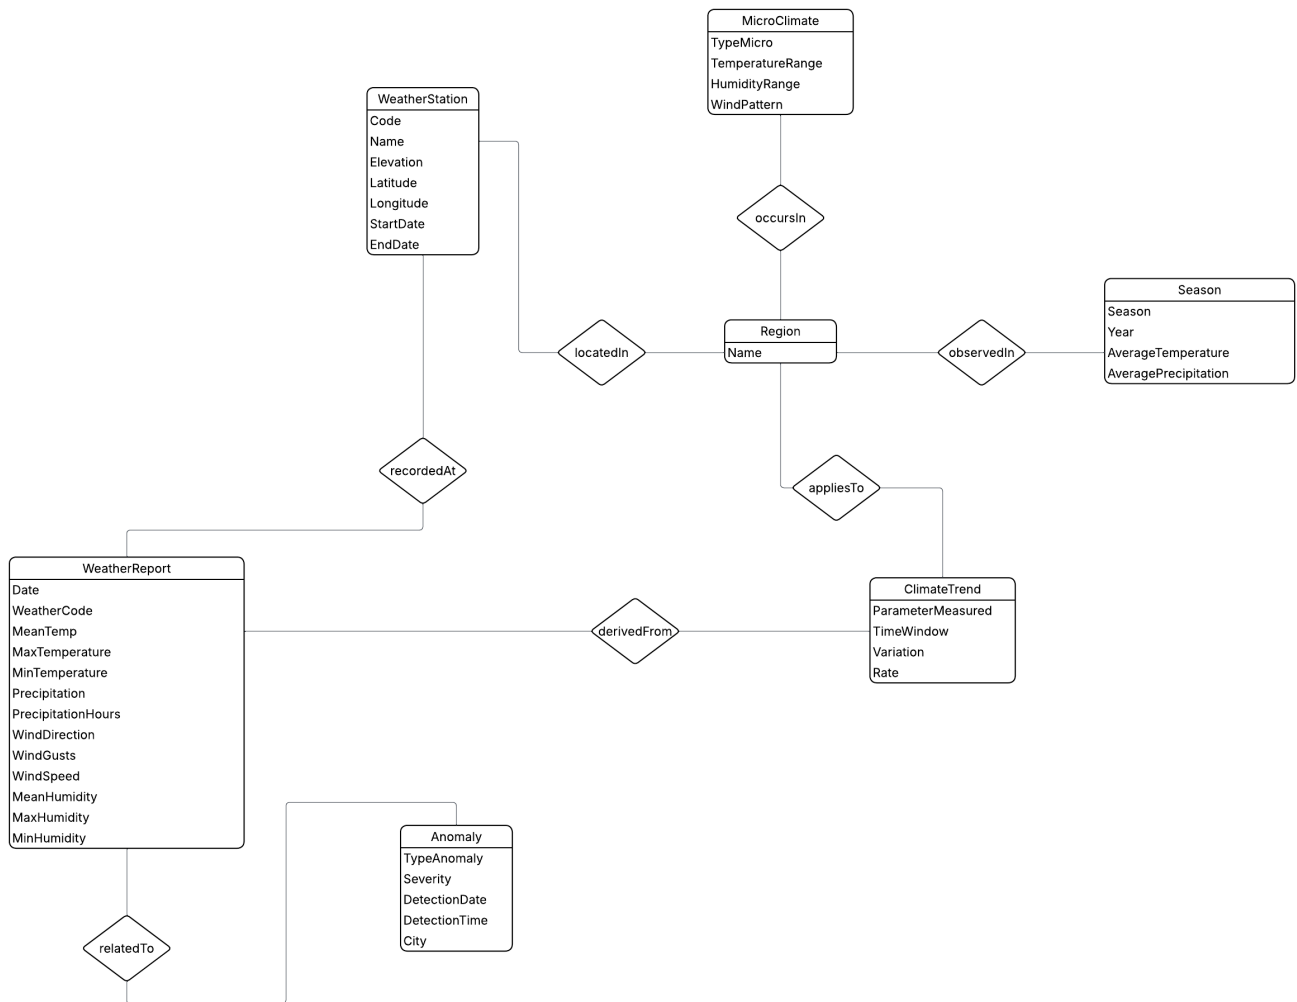 MicroClimate
TypeMicro
TemperatureRange
HumidityRange
WindPattern
WeatherStation
Code
Name
Elevation
Latitude
Longitude
StartDate
EndDate
occursIn
Season
Season
Year
AverageTemperature
AveragePrecipitation
Region
Name
locatedIn
observedIn
recordedAt
appliesTo
WeatherReport
Date
WeatherCode
MeanTemp
MaxTemperature
MinTemperature
Precipitation
PrecipitationHours
WindDirection
WindGusts
WindSpeed
MeanHumidity
MaxHumidity
MinHumidity
derivedFrom
ClimateTrend
ParameterMeasured
TimeWindow
Variation
Rate
Anomaly
TypeAnomaly
Severity
DetectionDate
DetectionTime
City
relatedTo